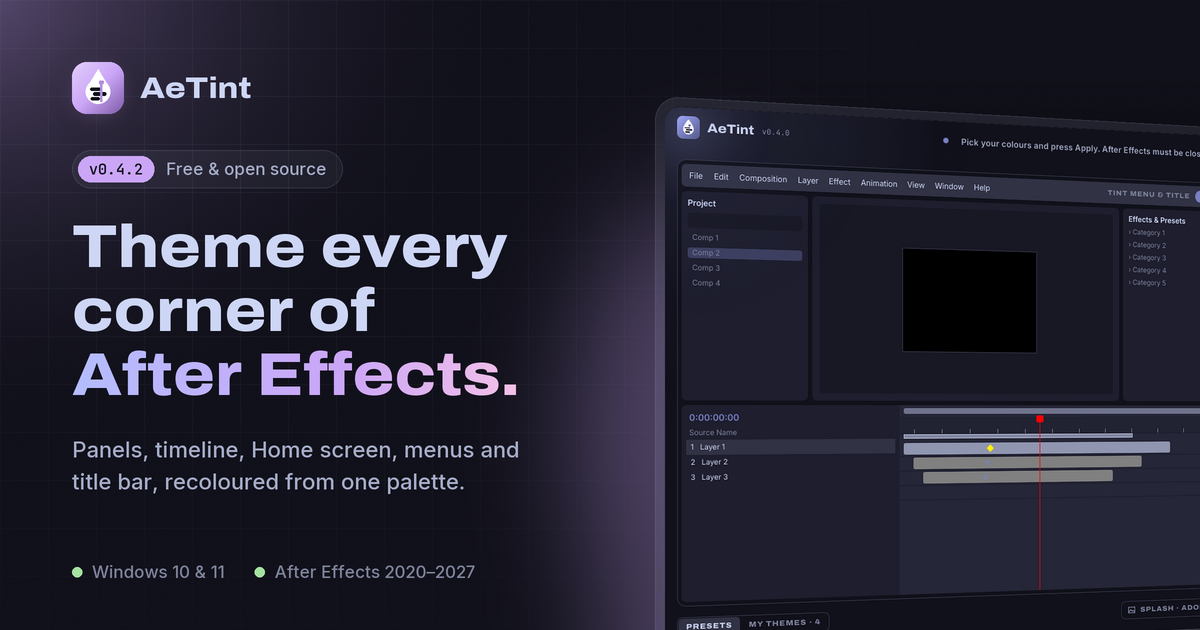 AeTint
v0.4.2 Free & open source
Theme every
corner of
After Effects.
Panels, timeline, Home screen, menus and
title bar, recoloured from one palette.
Windows 10 & 11 After Effects 2020–2027
AeTint v0.4.0
Pick your colours and press Apply. After Effects must be clos
File Edit Composition Layer Effect Animation View Window Help
TINT MENU & TITLE
Project
Comp 1
Comp 2
Comp 3
Comp 4
Effects & Presets
› Category 1
› Category 2
› Category 3
› Category 4
› Category 5
0:00:00:00
Source Name
1 Layer 1
2 Layer 2
3 Layer 3
PRESETS MY THEMES · 4
SPLASH · ADO